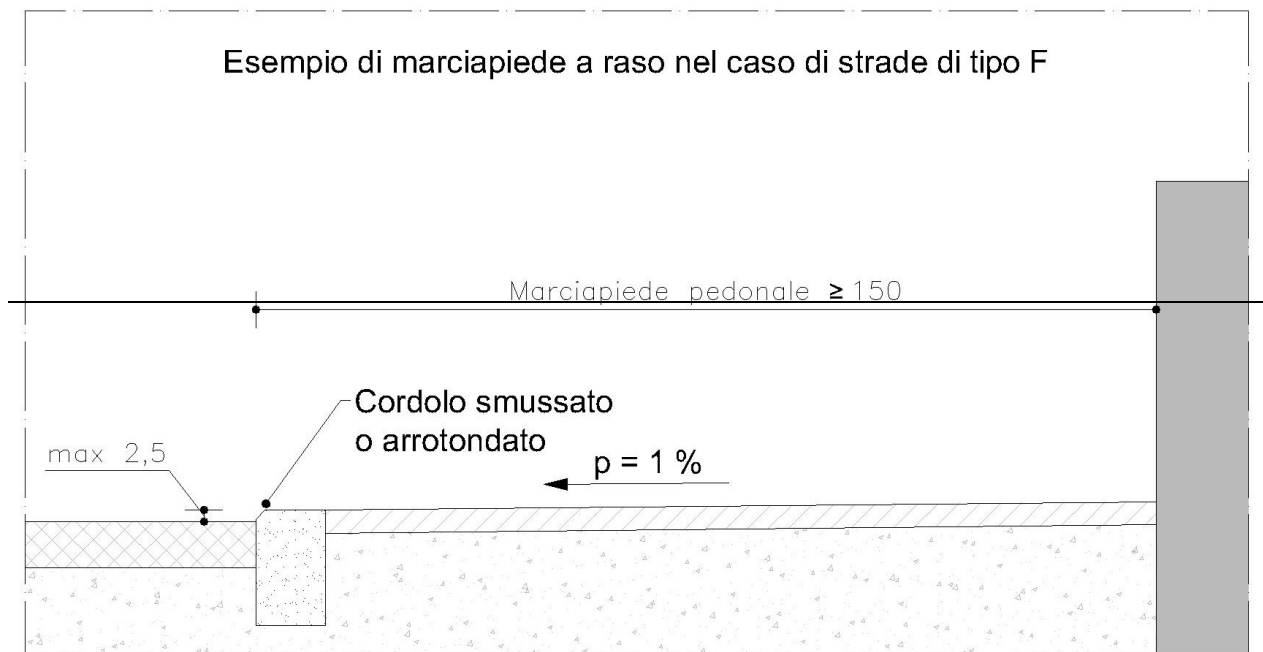 Esempio di marciapiede a raso nel caso di strade di tipo F
Marciapiede pedonale ≥ 150
Cordolo smussato
o arrotondato
max 2,5
p = 1 %